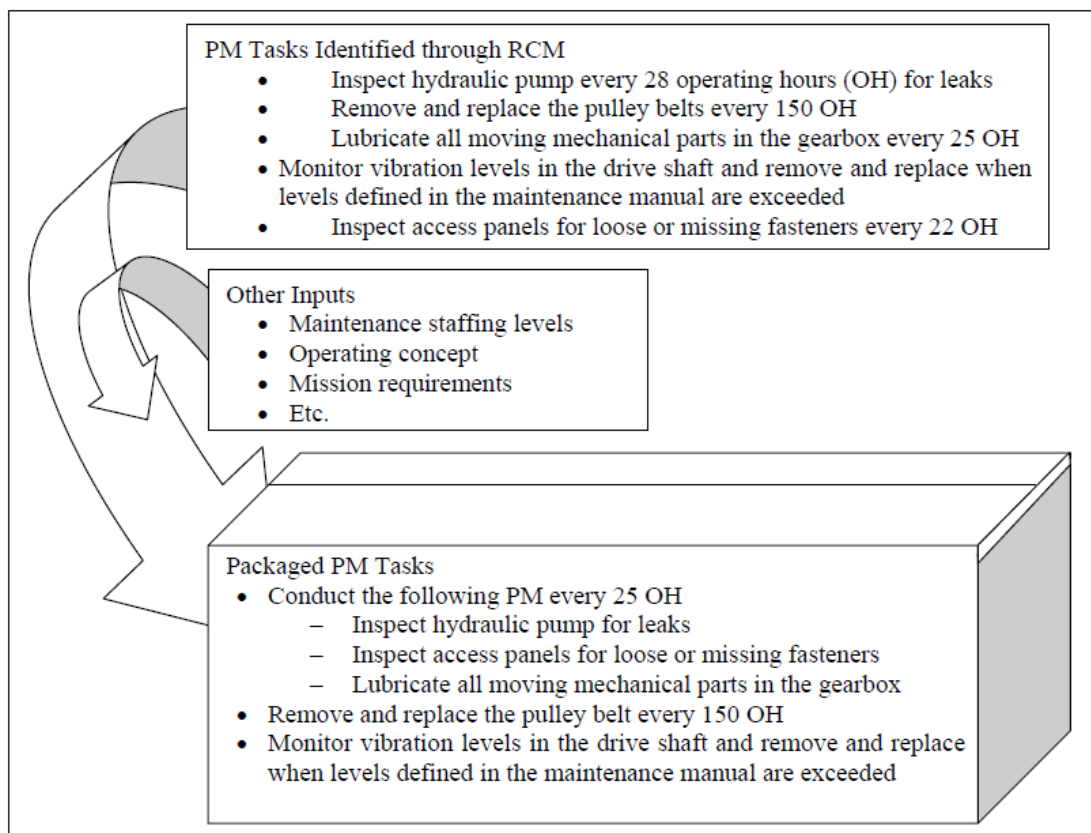 PM Tasks Identified through RCM
• Inspect hydraulic pump every 28 operating hours (OH) for leaks
• Remove and replace the pulley belts every 150 OH
• Lubricate all moving mechanical parts in the gearbox every 25 OH
• Monitor vibration levels in the drive shaft and remove and replace when
levels defined in the maintenance manual are exceeded
• Inspect access panels for loose or missing fasteners every 22 OH
Other Inputs
• Maintenance staffing levels
• Operating concept
• Mission requirements
• Etc.
Packaged PM Tasks
• Conduct the following PM every 25 OH
– Inspect hydraulic pump for leaks
– Inspect access panels for loose or missing fasteners
– Lubricate all moving mechanical parts in the gearbox
• Remove and replace the pulley belt every 150 OH
• Monitor vibration levels in the drive shaft and remove and replace
when levels defined in the maintenance manual are exceeded